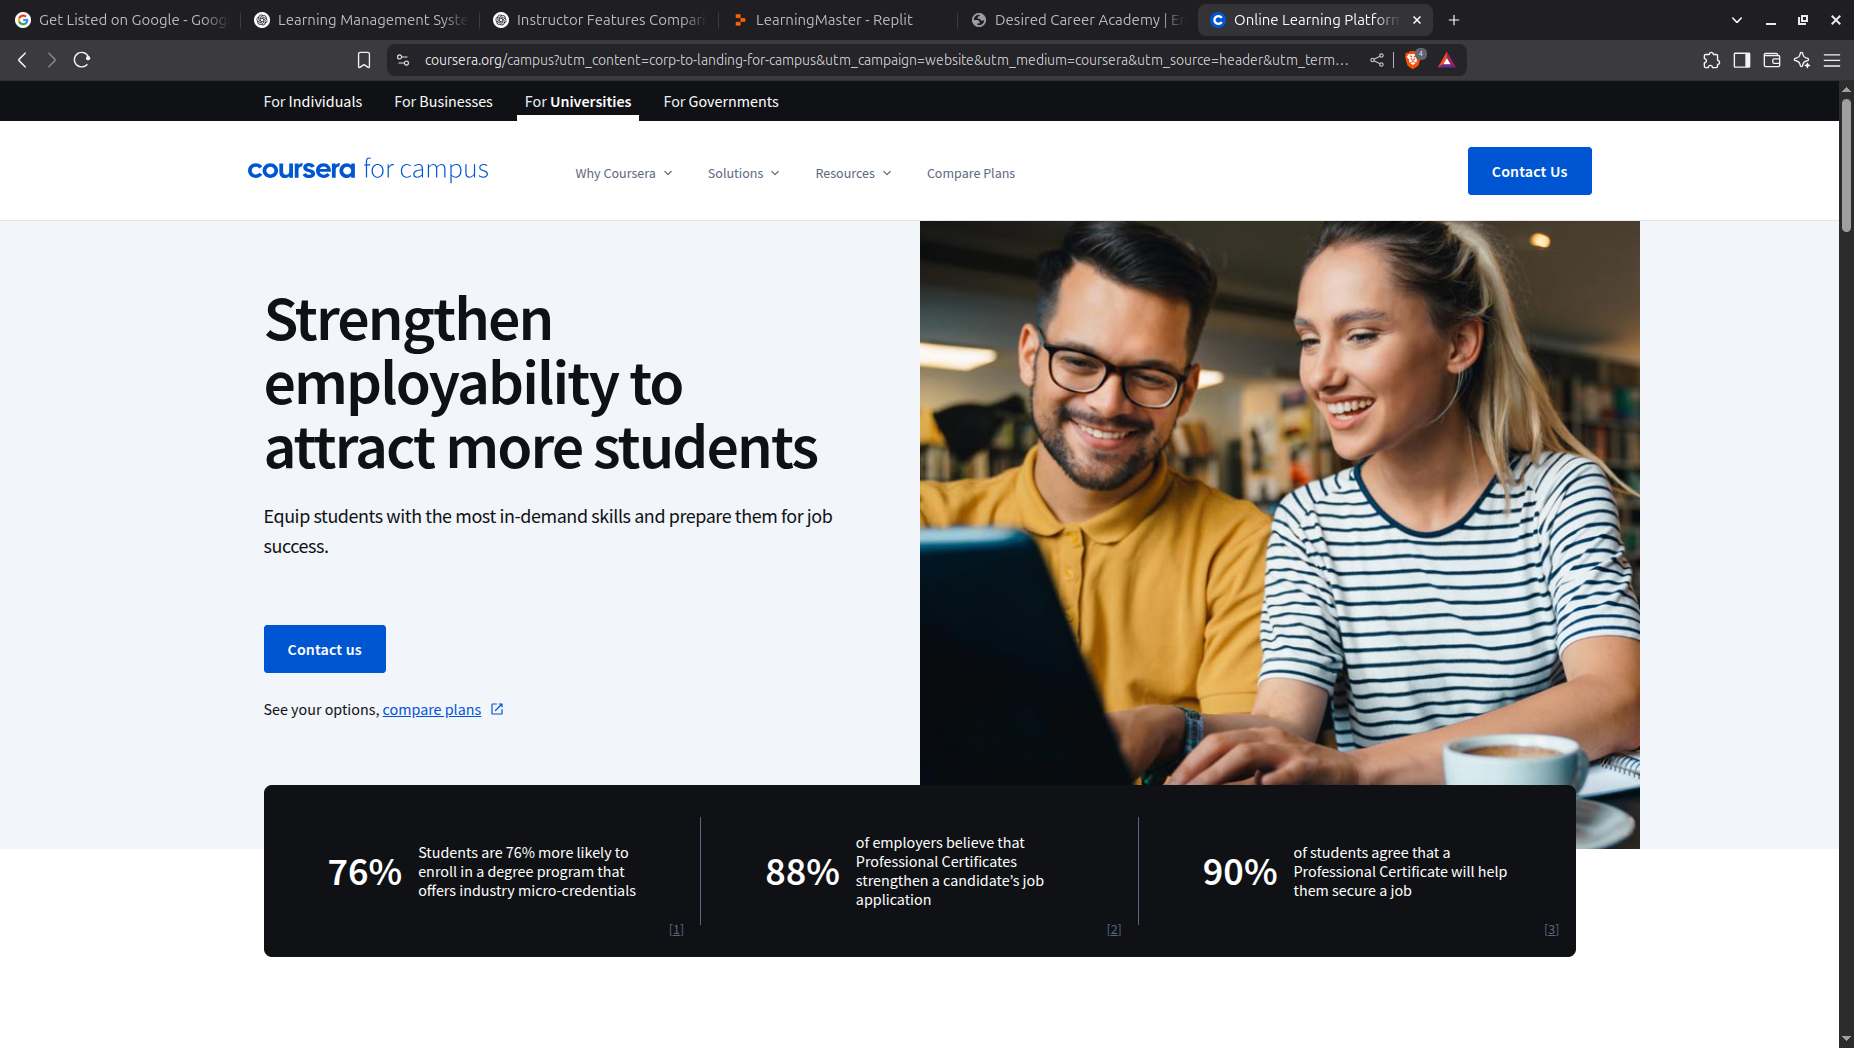 Get Listed on Google - Goog
Learning Management Syste
Instructor Features Compari
LearningMaster - Replit
Desired Career Academy | En
Online Learning Platform
coursera.org/campus?utm_content=corp-to-landing-for-campus&utm_campaign=website&utm_medium=coursera&utm_source=header&utm_term...
4
For Individuals
For Businesses
For Universities
For Governments
coursera for campus
Why Coursera
Solutions
Resources
Compare Plans
Contact Us
Strengthen
employability to
attract more students
Equip students with the most in-demand skills and prepare them for job
success.
Contact us
See your options, compare plans
76%
Students are 76% more likely to
enroll in a degree program that
offers industry micro-credentials
[1]
88%
of employers believe that
Professional Certificates
strengthen a candidate's job
application
[2]
90%
of students agree that a
Professional Certificate will help
them secure a job
[3]